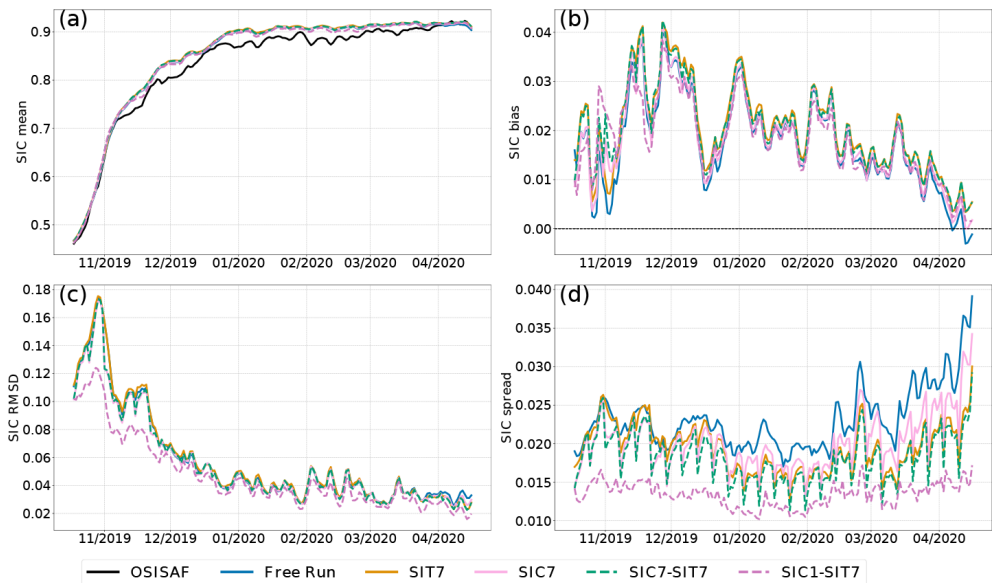 (a)
SIC mean
0.9
0.8
0.7
0.6
0.5
11/2019 12/2019 01/2020 02/2020 03/2020 04/2020
(b)
SIC bias
0.04
0.03
0.02
0.01
0.00
11/2019 12/2019 01/2020 02/2020 03/2020 04/2020
(c)
SIC RMSD
0.18
0.16
0.14
0.12
0.10
0.08
0.06
0.04
0.02
11/2019 12/2019 01/2020 02/2020 03/2020 04/2020
(d)
SIC spread
0.040
0.035
0.030
0.025
0.020
0.015
0.010
11/2019 12/2019 01/2020 02/2020 03/2020 04/2020
OSISAF Free Run SIT7 SIC7 SIC7-SIT7 SIC1-SIT7